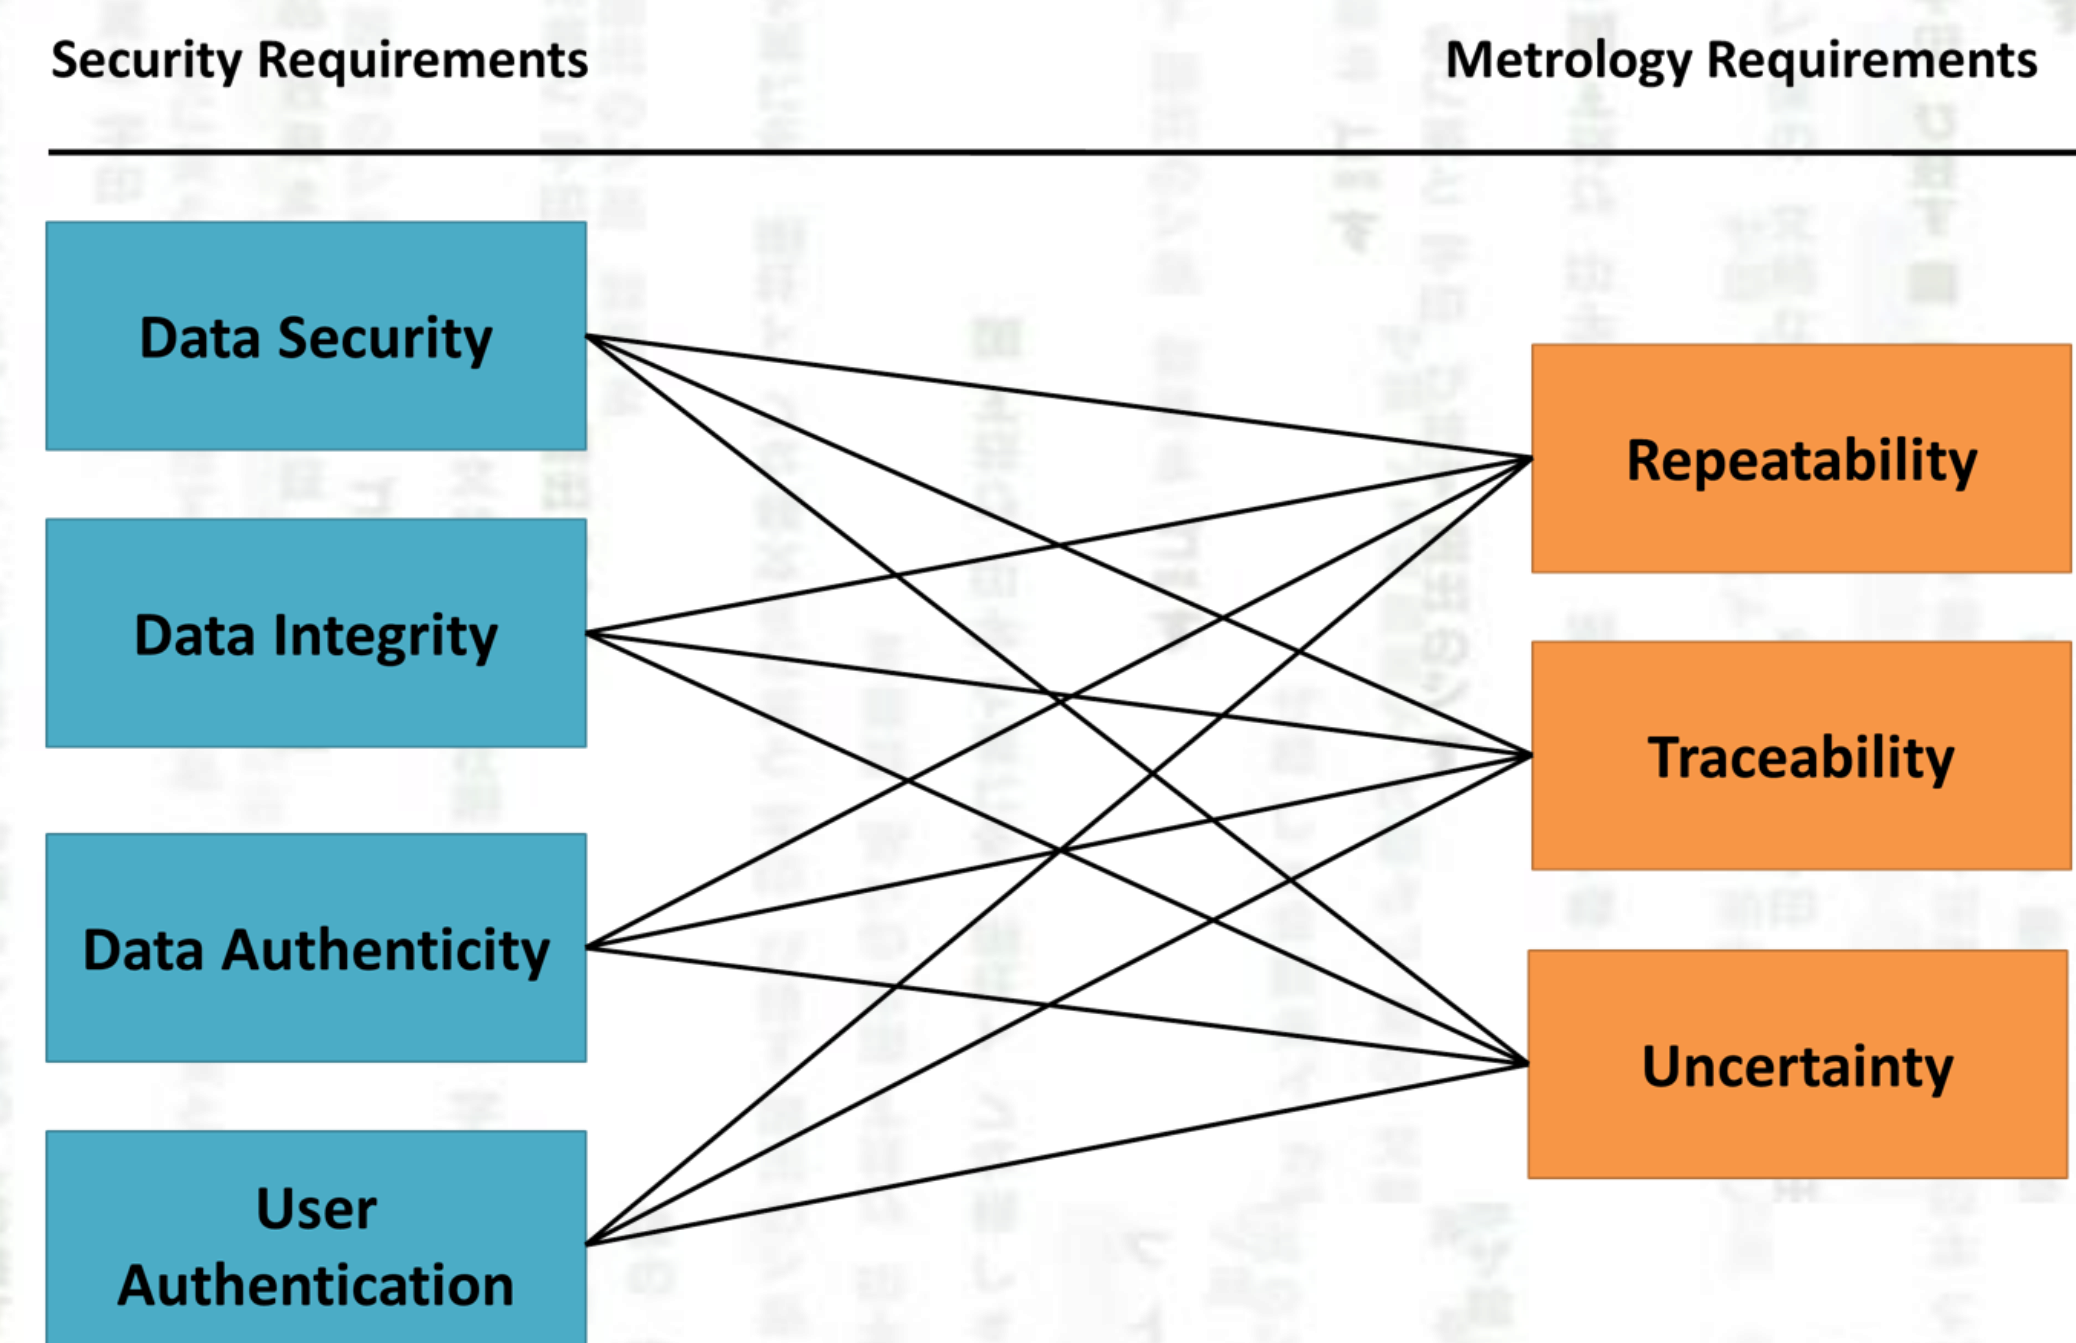 Security Requirements
Metrology Requirements
Data Security
Repeatability
Data Integrity
Traceability
Data Authenticity
Uncertainty
User
Authentication